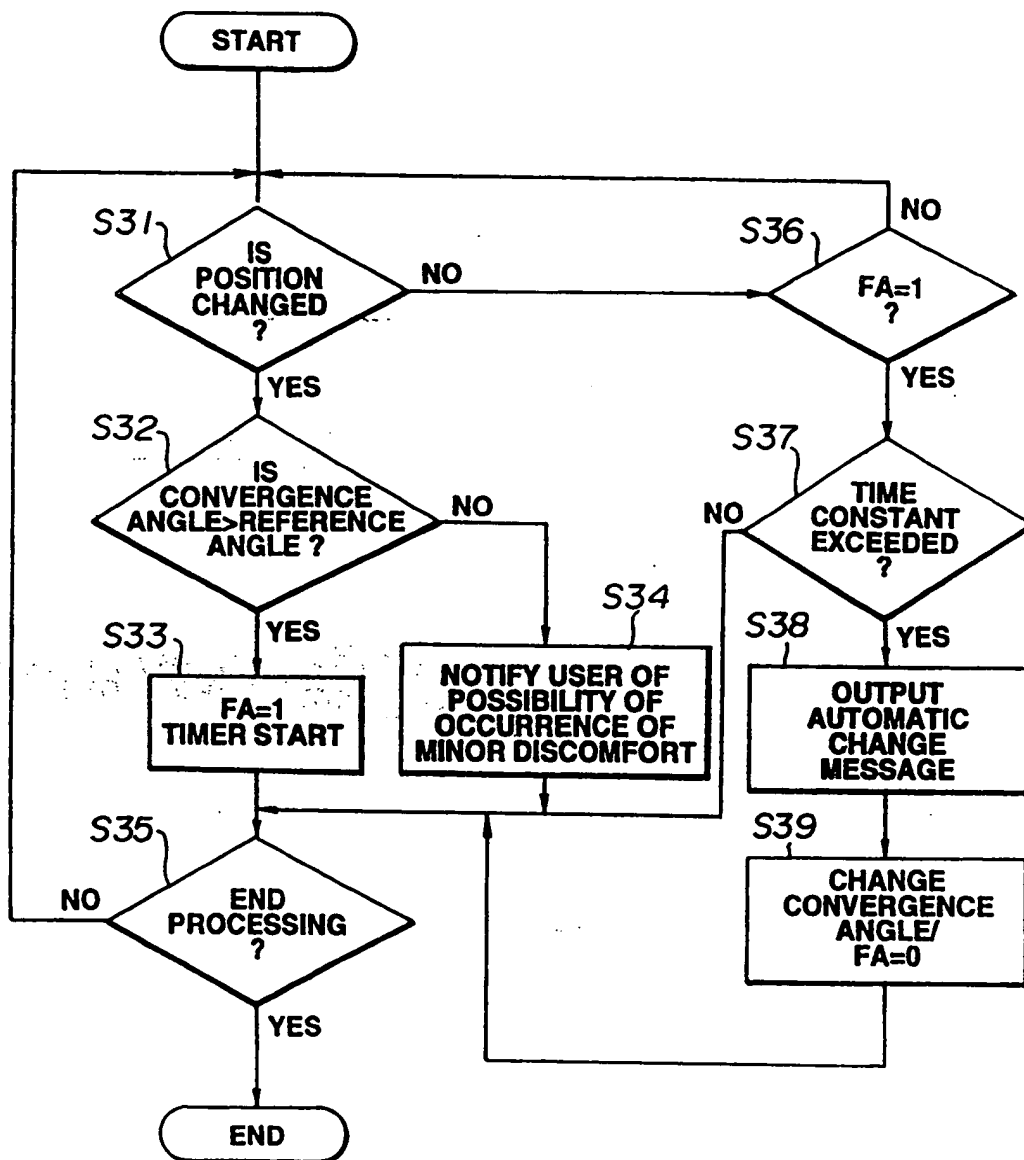 START
S31
IS
POSITION
CHANGED
?
NO
YES
S36
NO
FA=1
?
YES
S32
IS
CONVERGENCE
ANGLE>REFERENCE
ANGLE ?
NO
YES
S37
TIME
CONSTANT
EXCEEDED
?
NO
YES
S33
FA=1
TIMER START
S34
NOTIFY USER OF
POSSIBILITY OF
OCCURRENCE OF
MINOR DISCOMFORT
S38
OUTPUT
AUTOMATIC
CHANGE
MESSAGE
S35
END
PROCESSING
?
NO
YES
S39
CHANGE
CONVERGENCE
ANGLE/
FA=0
END